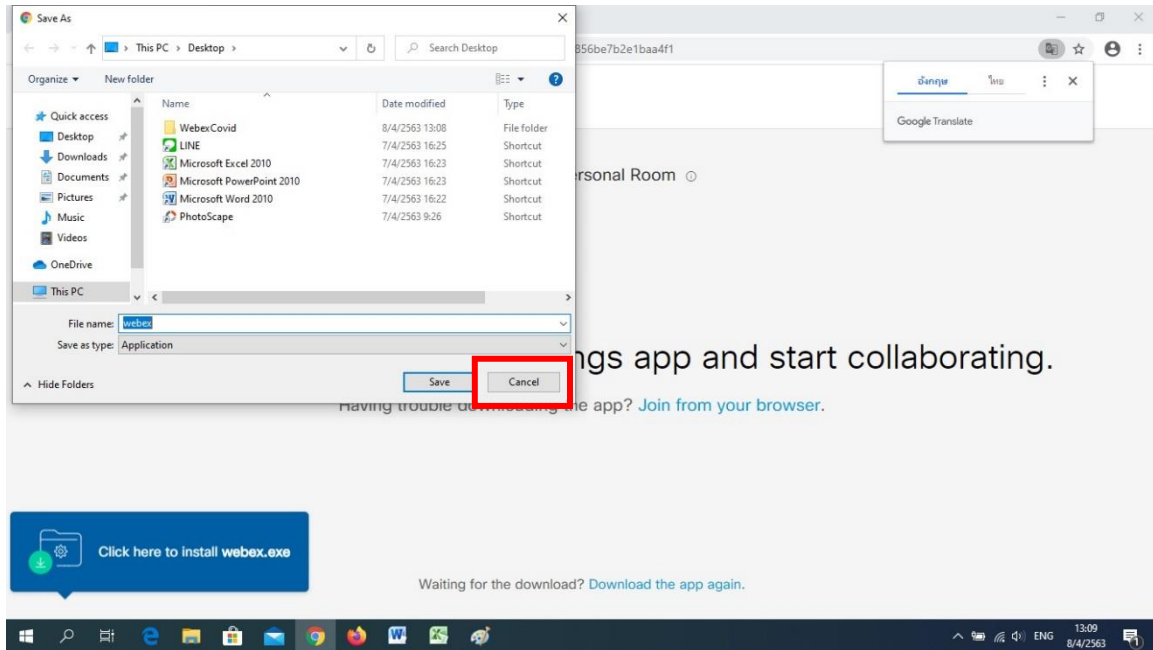 Save As
This PC > Desktop >
Search Desktop
856be7b2e1baa4f1
Organize
New folder
Name
Date modified
Type
Quick access
Desktop
Downloads
Documents
Pictures
Music
Videos
OneDrive
This PC
WebexCovid 8/4/2563 13:08 File folder
LINE 7/4/2563 16:25 Shortcut
Microsoft Excel 2010 7/4/2563 16:23 Shortcut
Microsoft PowerPoint 2010 7/4/2563 16:23 Shortcut
Microsoft Word 2010 7/4/2563 16:22 Shortcut
PhotoScape 7/4/2563 9:26 Shortcut
File name: webex
Save as type: Application
Hide Folders
Save
Cancel
อังกฤษ ไทย
Google Translate
rsonal Room
ngs app and start collaborating.
Having trouble downloading the app? Join from your browser.
Click here to install webex.exe
Waiting for the download? Download the app again.
ENG
13:09
8/4/2563